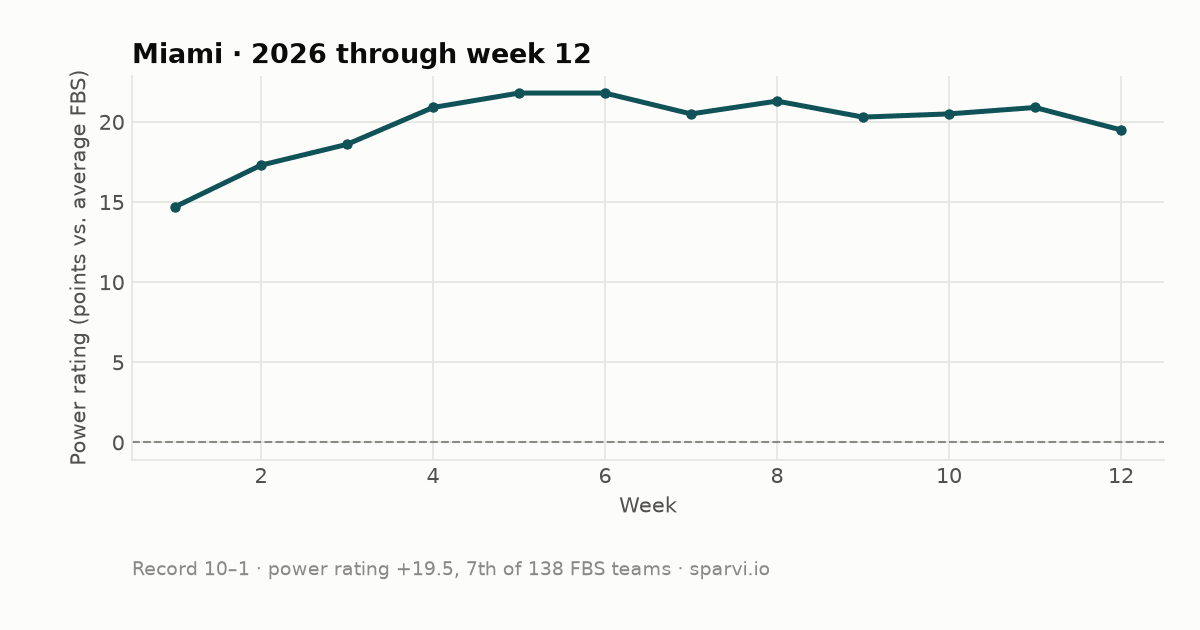 Miami · 2026 through week 12
Power rating (points vs. average FBS)
20
15
10
5
0
2 4 6 8 10 12
Week
Record 10–1 · power rating +19.5, 7th of 138 FBS teams · sparvi.io